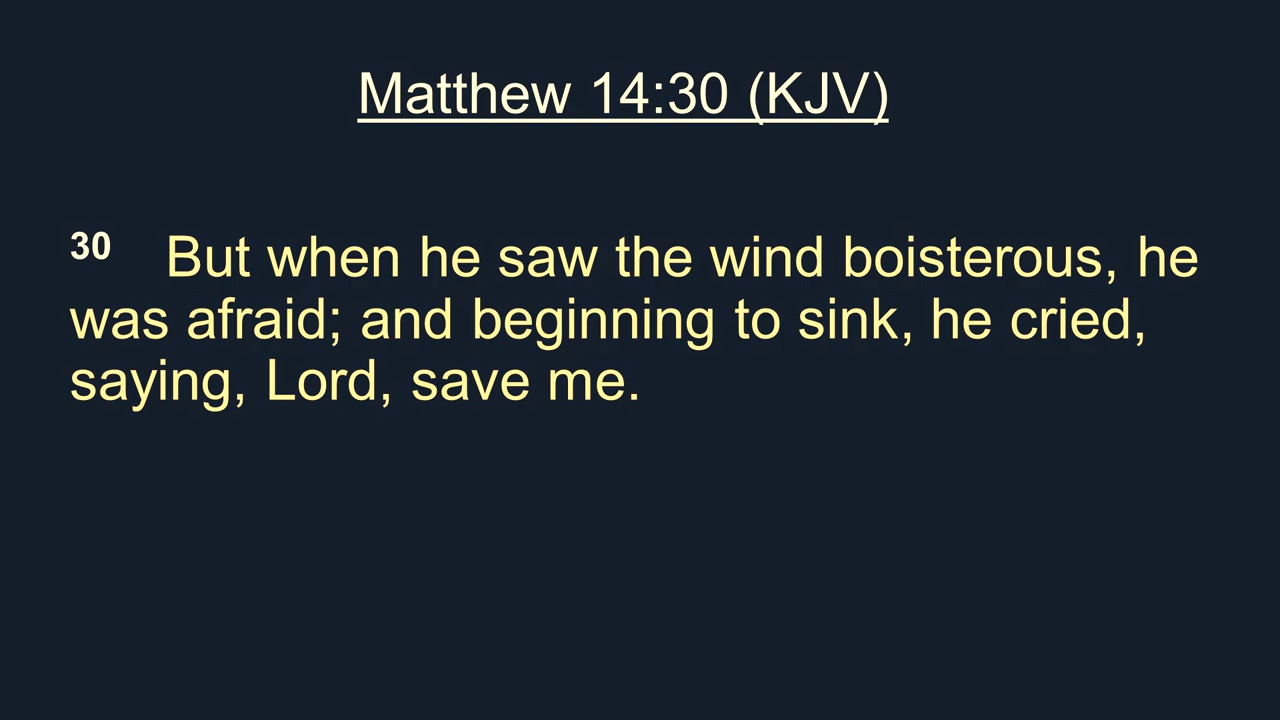 Matthew 14:30 (KJV)
30 But when he saw the wind boisterous, he
was afraid; and beginning to sink, he cried,
saying, Lord, save me.